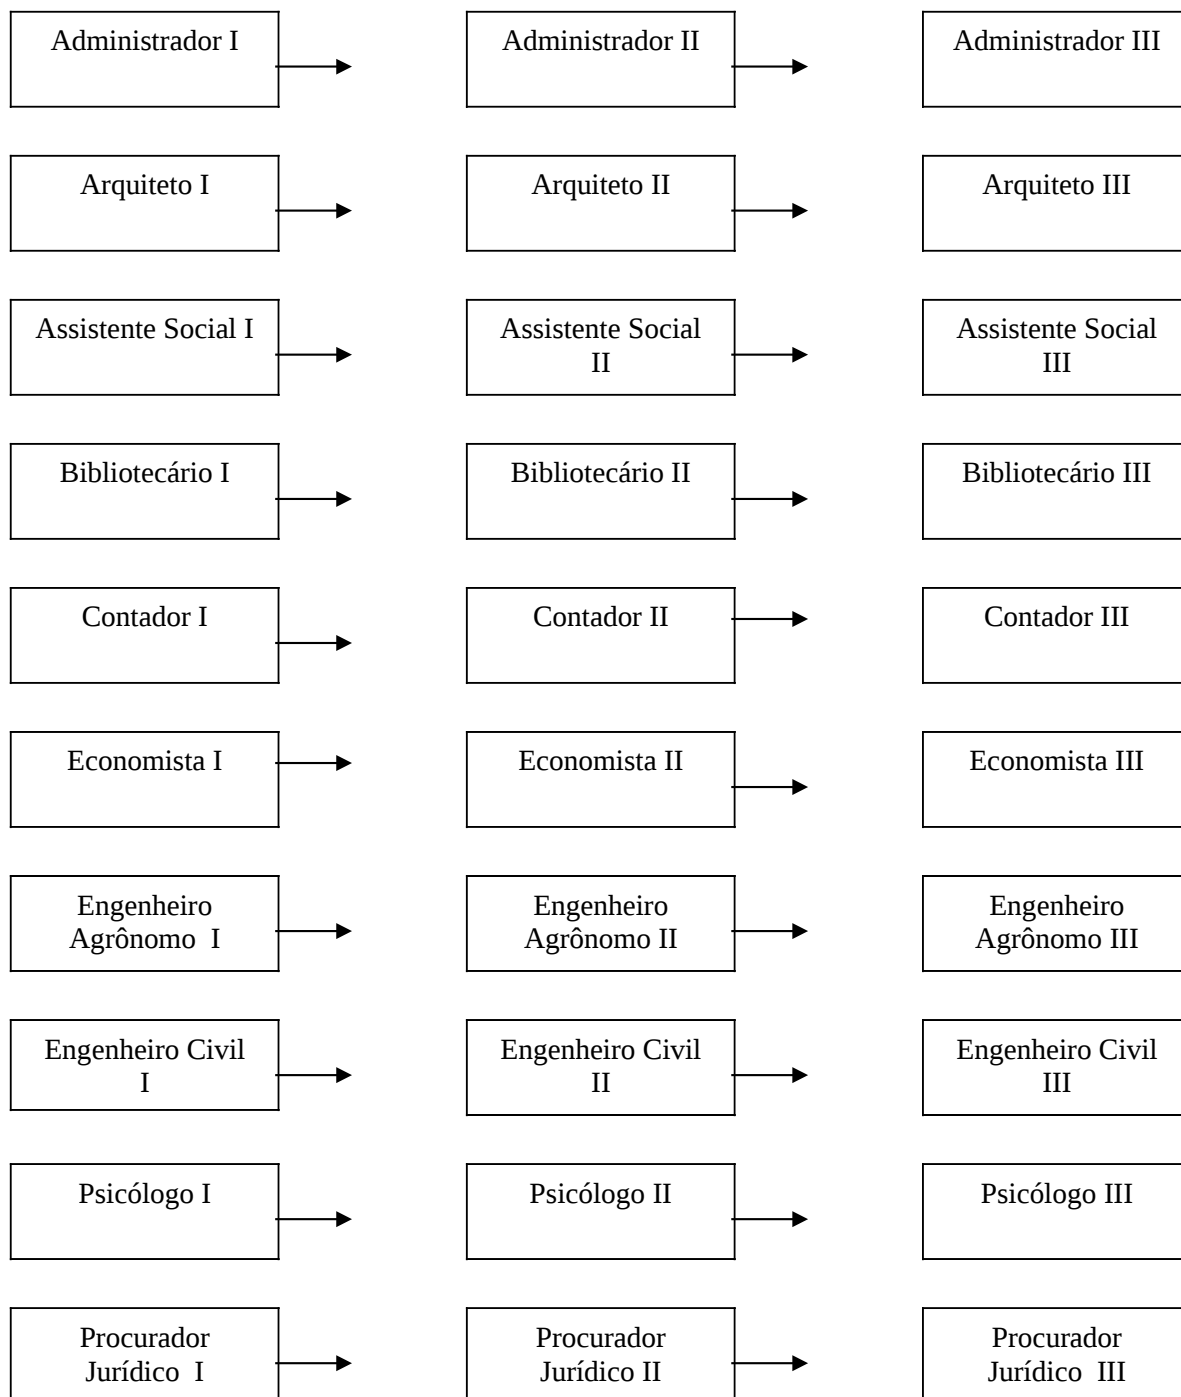 Administrador I
Administrador II
Administrador III
Arquiteto I
Arquiteto II
Arquiteto III
Assistente Social I
Assistente Social
II
Assistente Social
III
Bibliotecário I
Bibliotecário II
Bibliotecário III
Contador I
Contador II
Contador III
Economista I
Economista II
Economista III
Engenheiro
Agrônomo  I
Engenheiro
Agrônomo II
Engenheiro
Agrônomo III
Engenheiro Civil
I
Engenheiro Civil
II
Engenheiro Civil
III
Psicólogo I
Psicólogo II
Psicólogo III
Procurador
Jurídico  I
Procurador
Jurídico II
Procurador
Jurídico  III